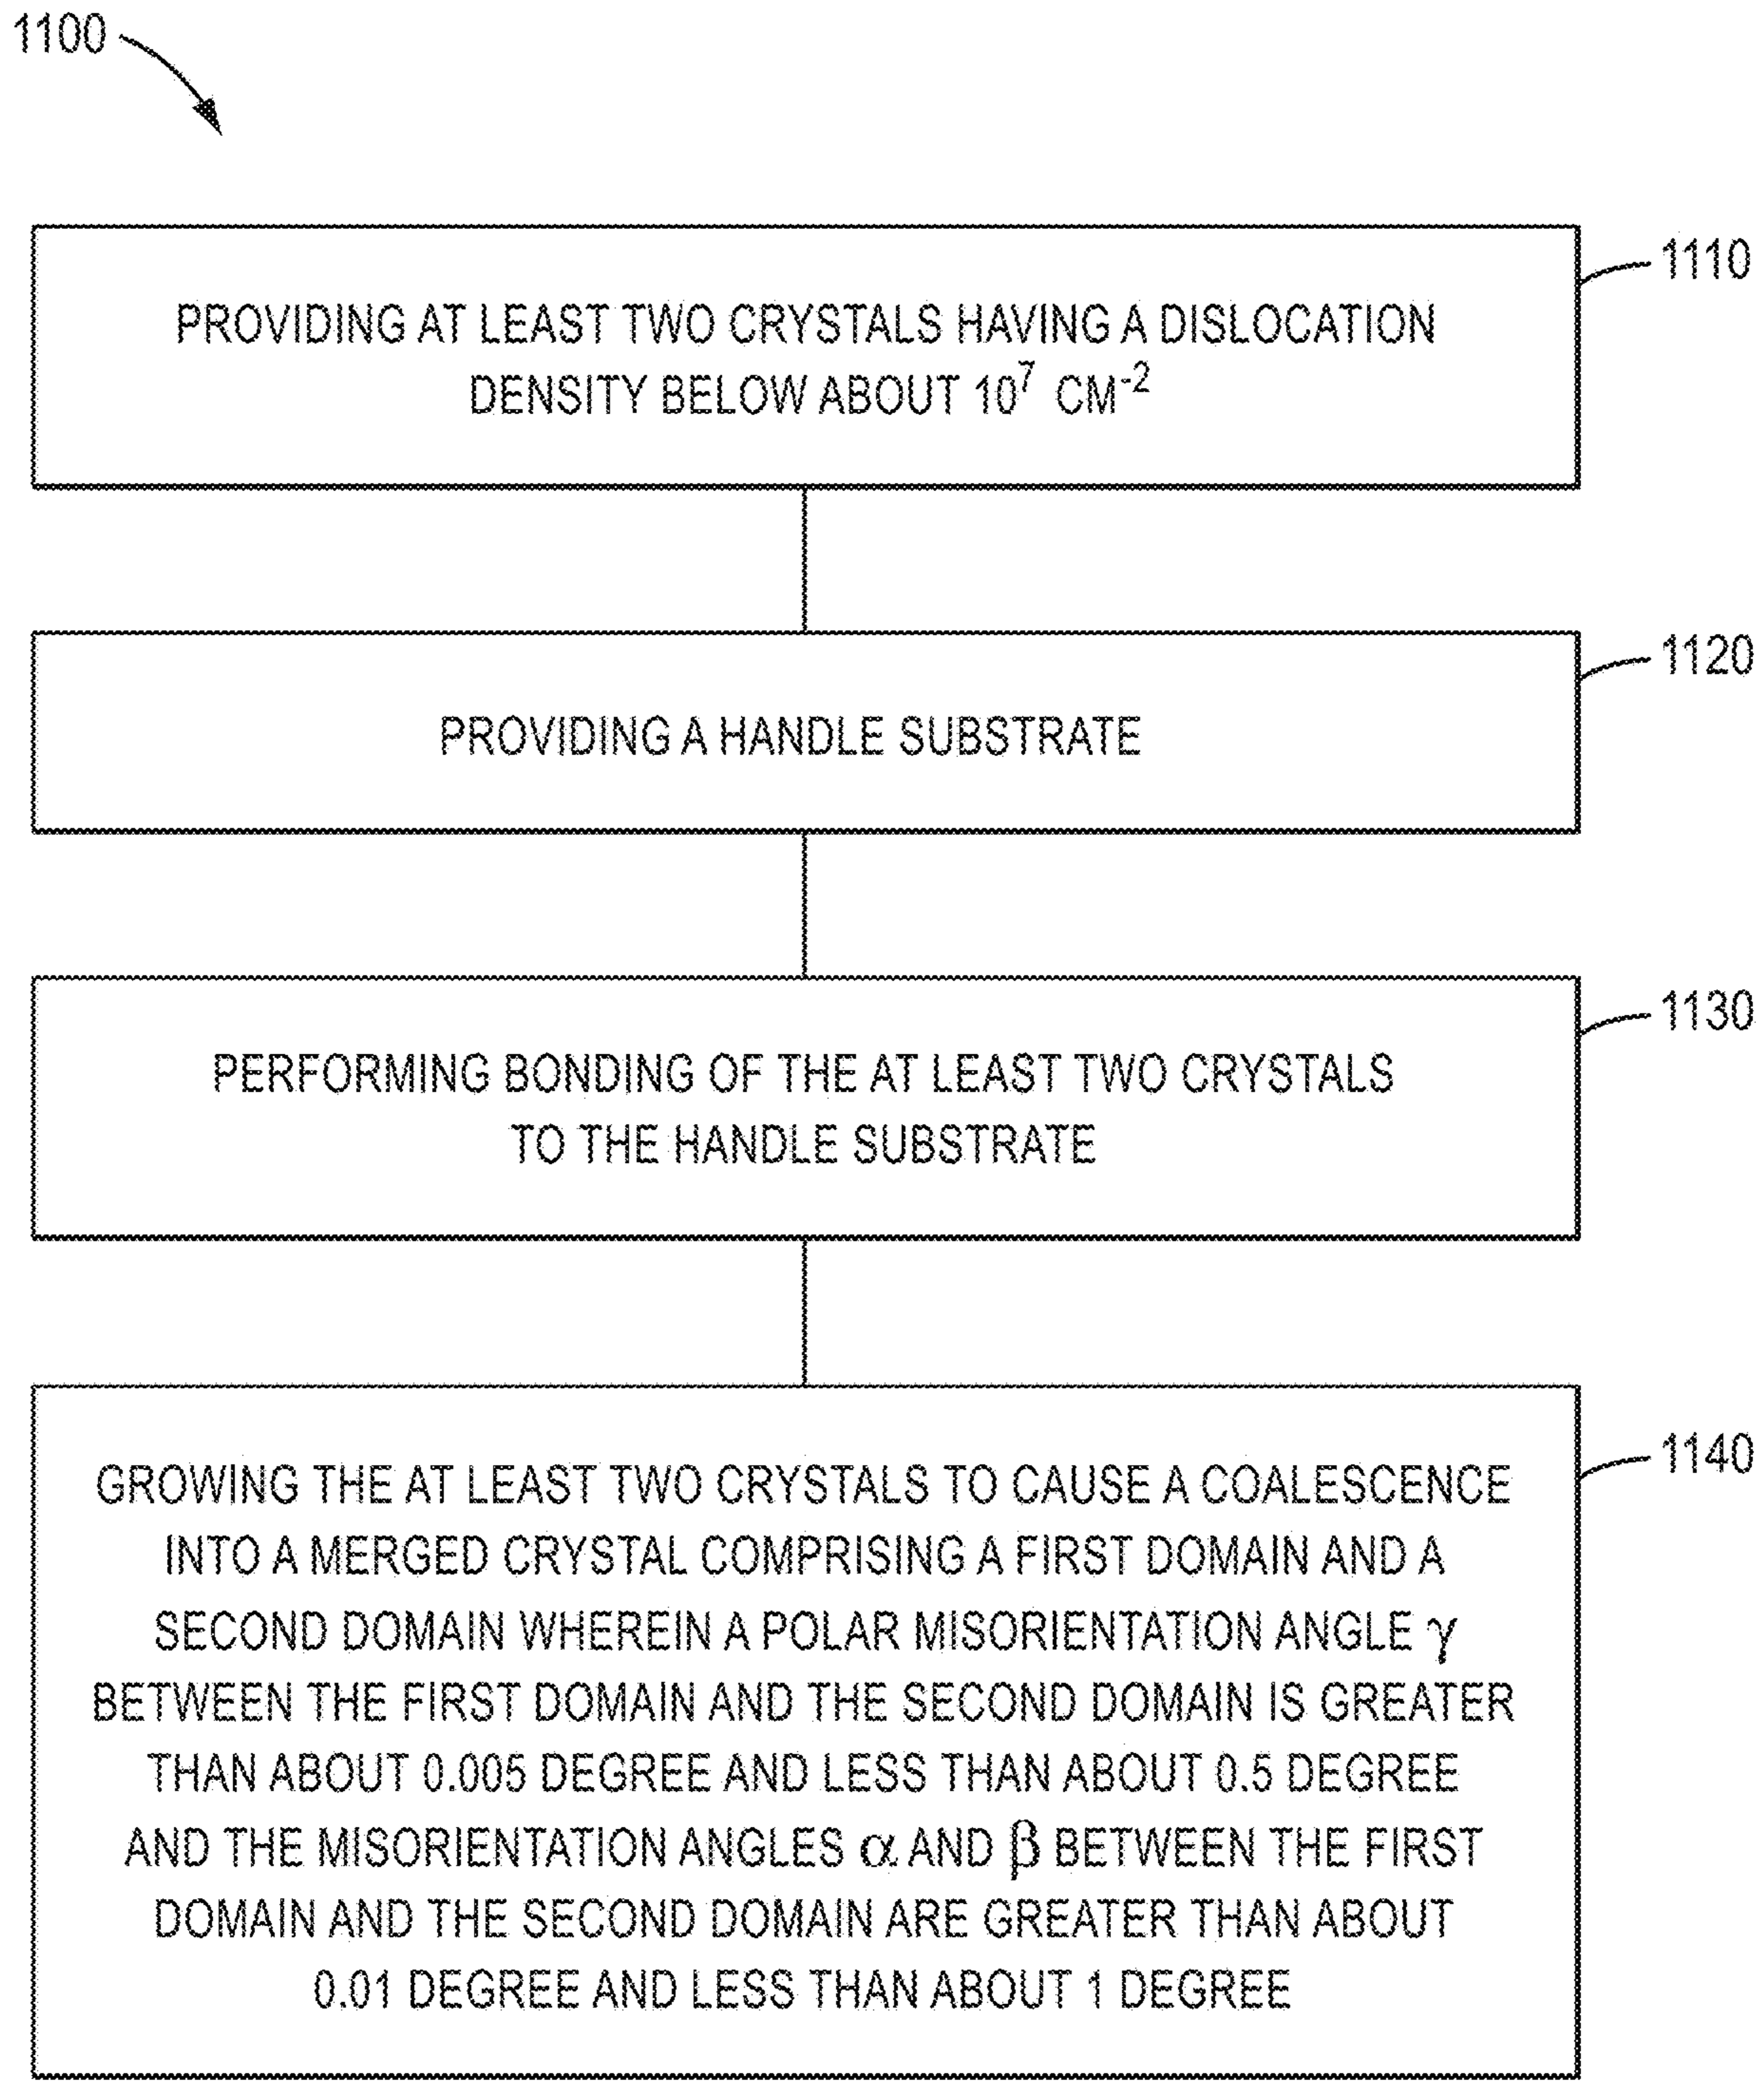 1100
1110
PROVIDING AT LEAST TWO CRYSTALS HAVING A DISLOCATION
DENSITY BELOW ABOUT 10⁷ CM⁻²
1120
PROVIDING A HANDLE SUBSTRATE
1130
PERFORMING BONDING OF THE AT LEAST TWO CRYSTALS
TO THE HANDLE SUBSTRATE
1140
GROWING THE AT LEAST TWO CRYSTALS TO CAUSE A COALESCENCE
INTO A MERGED CRYSTAL COMPRISING A FIRST DOMAIN AND A
SECOND DOMAIN WHEREIN A POLAR MISORIENTATION ANGLE γ
BETWEEN THE FIRST DOMAIN AND THE SECOND DOMAIN IS GREATER
THAN ABOUT 0.005 DEGREE AND LESS THAN ABOUT 0.5 DEGREE
AND THE MISORIENTATION ANGLES α AND β BETWEEN THE FIRST
DOMAIN AND THE SECOND DOMAIN ARE GREATER THAN ABOUT
0.01 DEGREE AND LESS THAN ABOUT 1 DEGREE